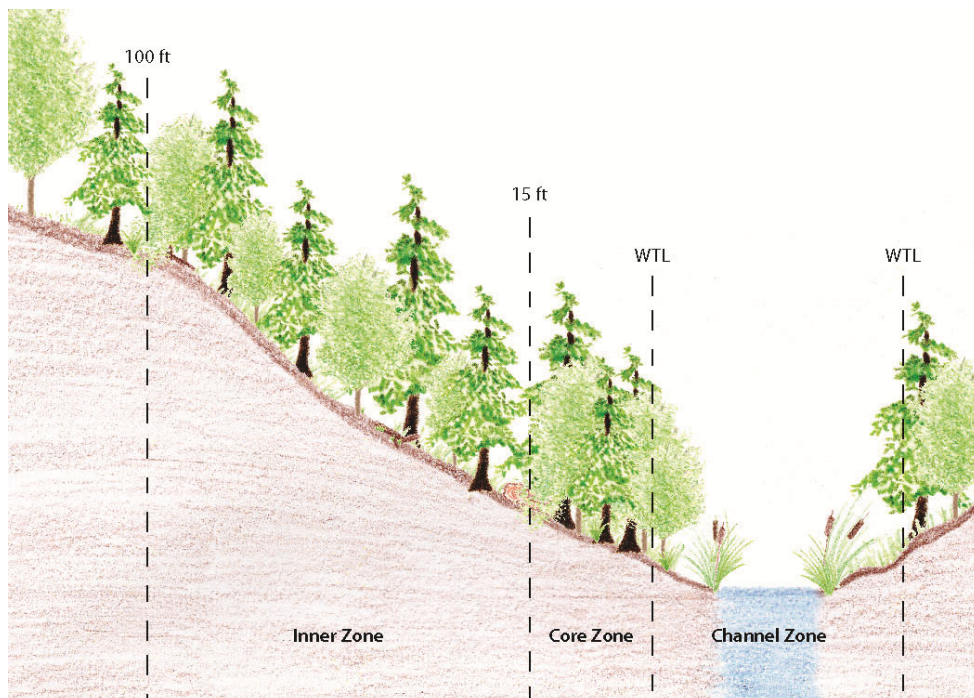 100 ft
15 ft
WTL
WTL
Inner Zone
Core Zone
Channel Zone